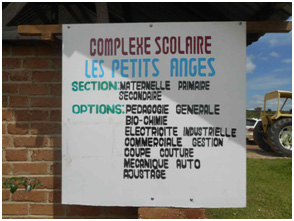 COMPLEXE SCOLAIRE
LES PETITS ANGES
SECTION: MATERNELLE PRIMAIRE
SECONDAIRE
OPTIONS: PEDAGOGIE GENERALE
BIO-CHIMIE
ELECTRICITE INDUSTRIELLE
COMMERCIALE GESTION
COUPE COUTURE
MECANIQUE AUTO
AJUSTAGE